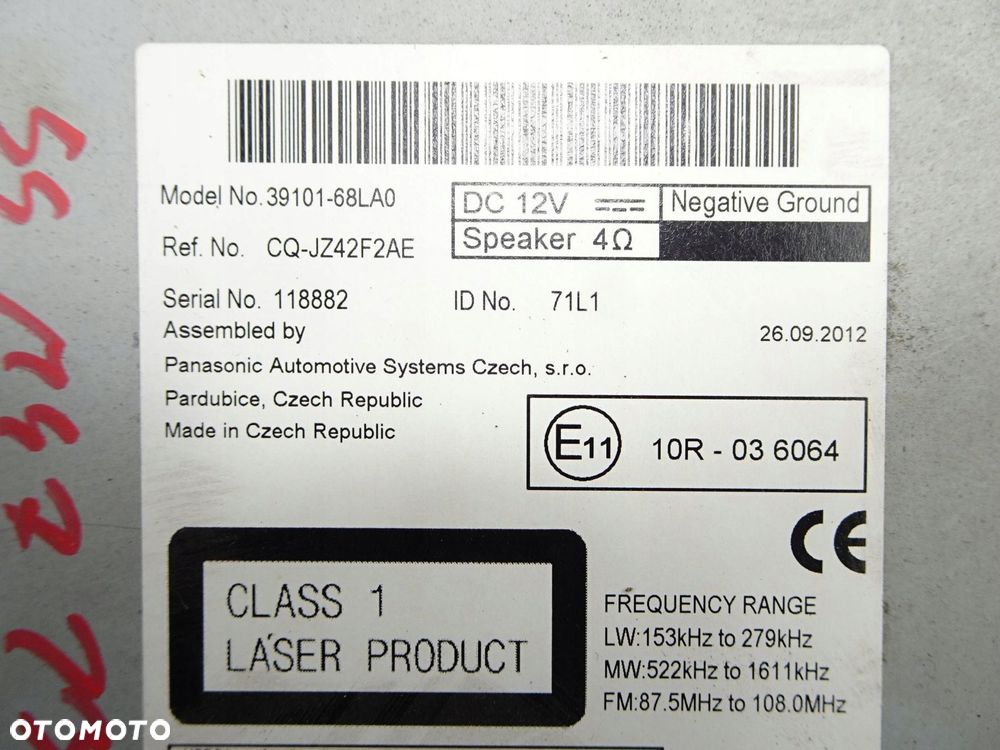 Model No. 39101-68LA0
DC 12V
Negative Ground
Speaker 4Ω
Ref. No. CQ-JZ42F2AE
Serial No. 118882 ID No. 71L1
Assembled by
26.09.2012
Panasonic Automotive Systems Czech, s.r.o.
Pardubice, Czech Republic
Made in Czech Republic
E11 10R - 03 6064
CE
CLASS 1
LASER PRODUCT
FREQUENCY RANGE
LW:153kHz to 279kHz
MW:522kHz to 1611kHz
FM:87.5MHz to 108.0MHz
OTOMOTO